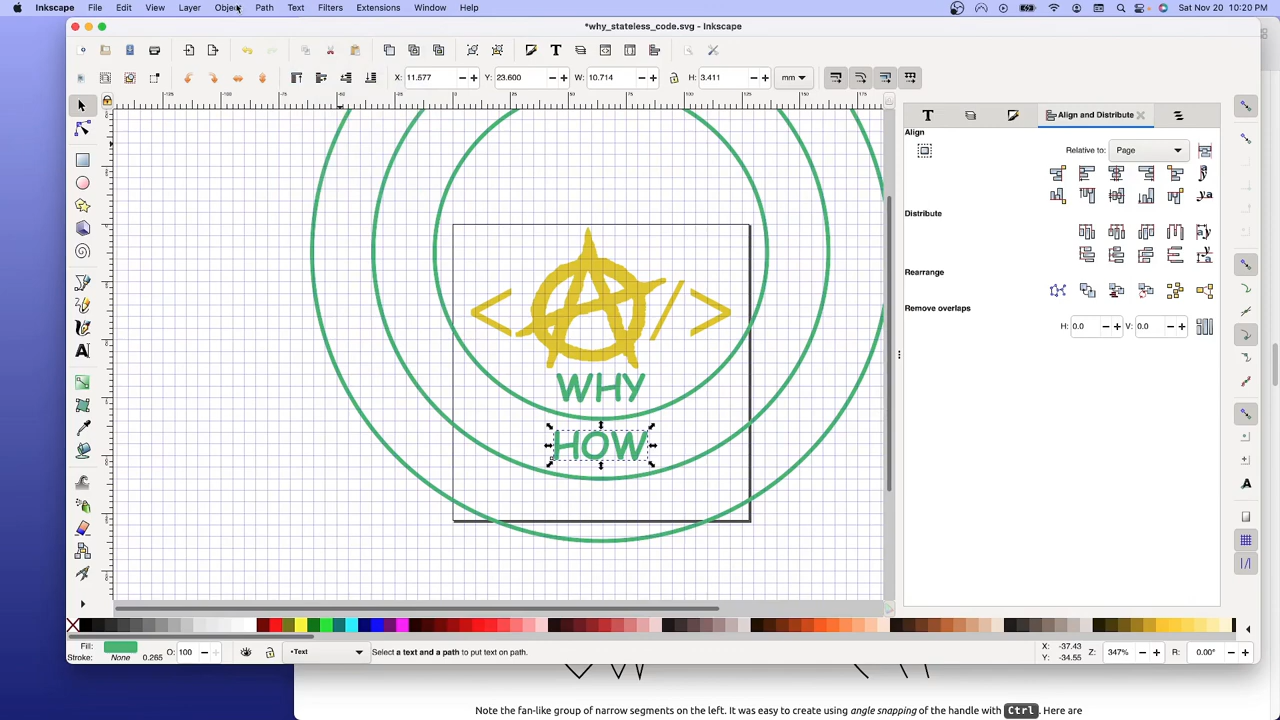 Inkscape File Edit View Layer Object Path Text Filters Extensions Window Help Sat Nov 20 10:20 PM
*why_stateless_code.svg - Inkscape
X: 11.577 Y: 23.600 W: 10.714 H: 3.411 mm
Align and Distribute
Align
Relative to: Page
Distribute
Rearrange
Remove overlaps
H: 0.0 V: 0.0
< A / >
WHY
HOW
Fill:
Stroke: None 0.265
O: 100
•Text
Select a text and a path to put text on path.
X: -37.43
Y: -34.55
Z: 347%
R: 0.00°
Note the fan-like group of narrow segments on the left. It was easy to create using angle snapping of the handle with Ctrl. Here are